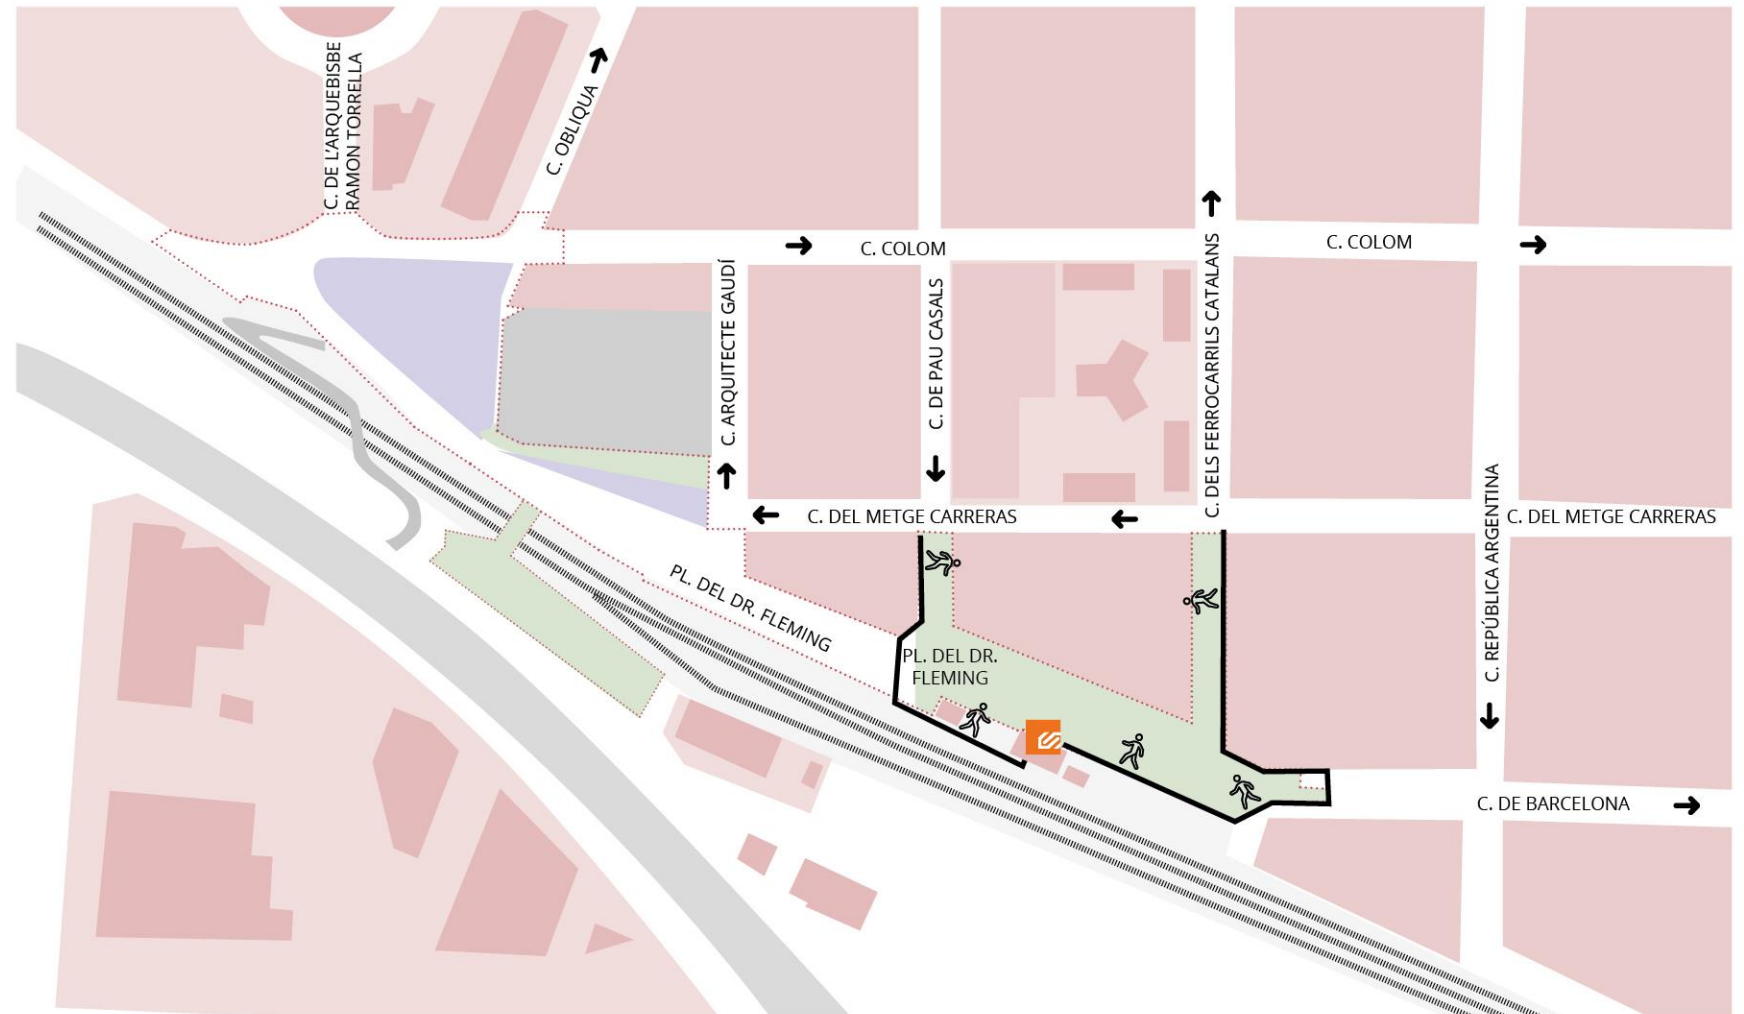 C. DE L'ARQUEBISBE
RAMON TORRELLA
C. OBLIQUA
C. COLOM
C. COLOM
C. ARQUITECTE GAUDÍ
C. DE PAU CASALS
C. DELS FERROCARRILS CATALANS
C. REPÚBLICA ARGENTINA
C. DEL METGE CARRERAS
C. DEL METGE CARRERAS
PL. DEL DR. FLEMING
PL. DEL DR.
FLEMING
C. DE BARCELONA